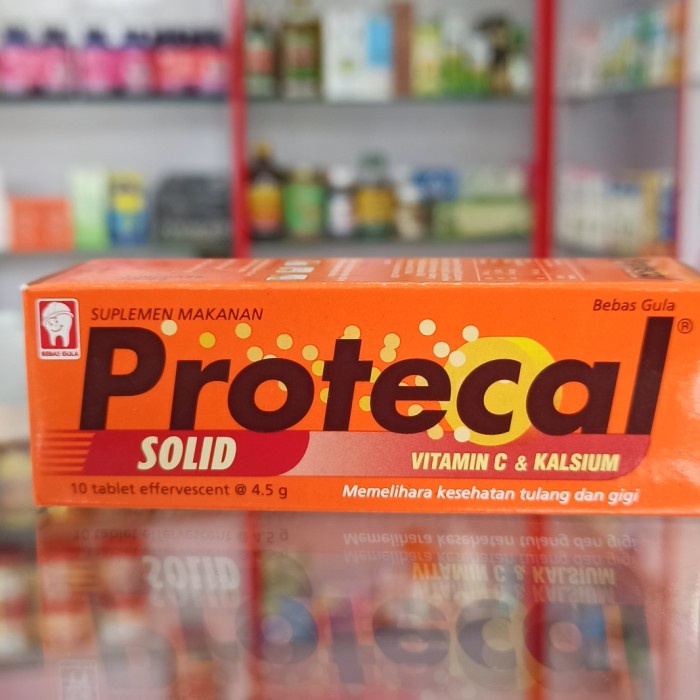 SUPLEMEN MAKANAN
Bebas Gula
BEBAS GULA
Protecal®
SOLID
VITAMIN C & KALSIUM
10 tablet effervescent @ 4.5 g
Memelihara kesehatan tulang dan gigi